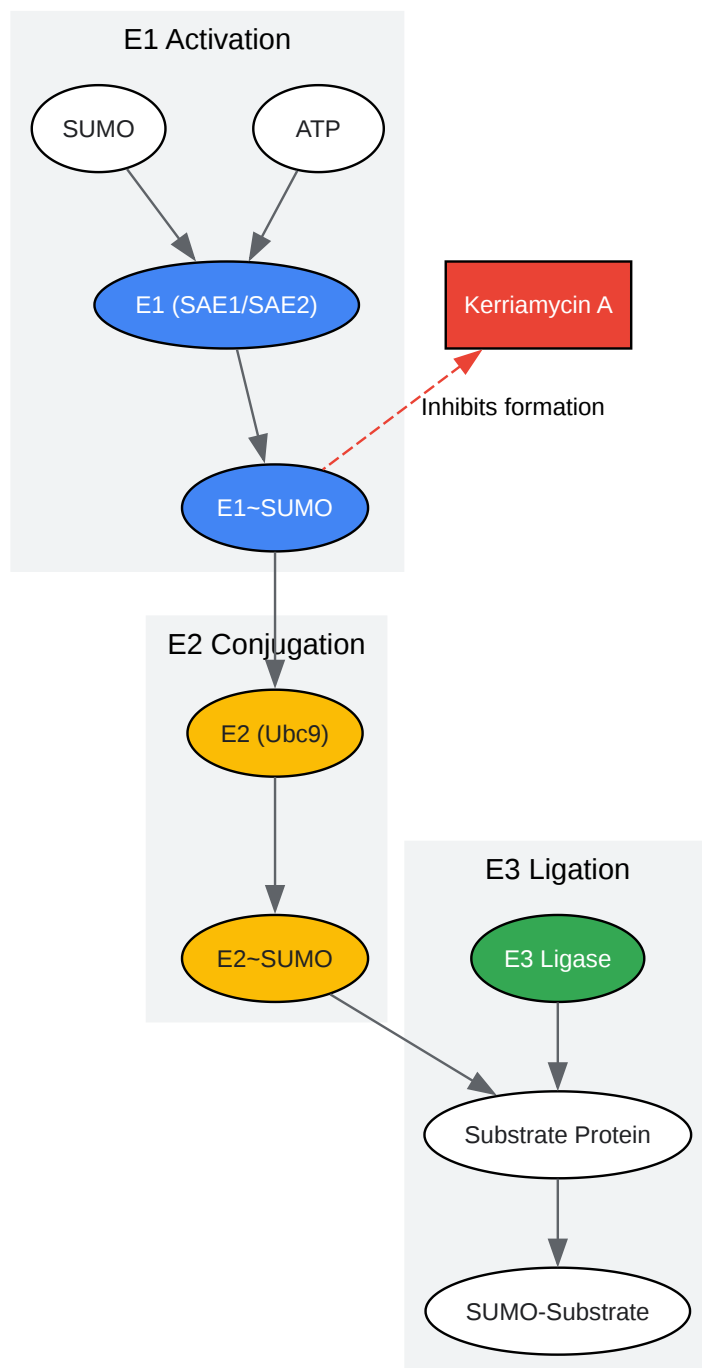 E1 Activation
SUMO
ATP
E1 (SAE1/SAE2)
Kerriamycin A
Inhibits formation
E1~SUMO
E2 Conjugation
E2 (Ubc9)
E3 Ligation
E2~SUMO
E3 Ligase
Substrate Protein
SUMO-Substrate